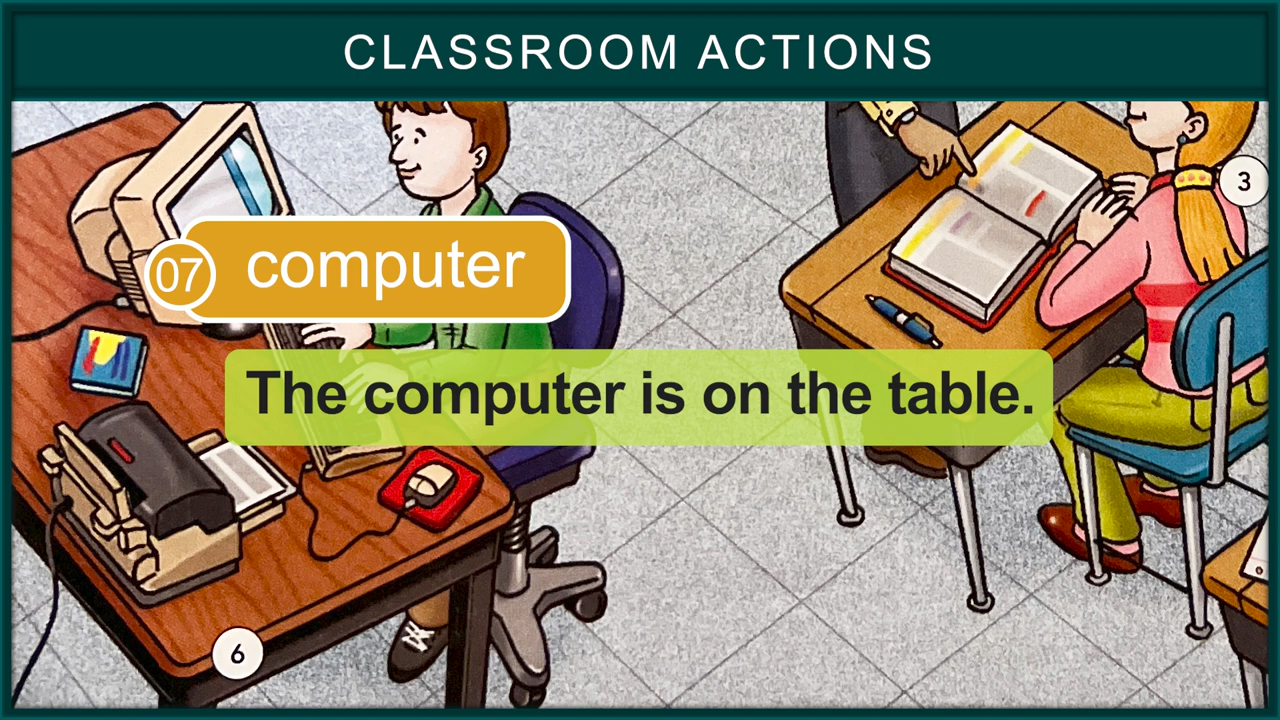 CLASSROOM ACTIONS
3
07 computer
The computer is on the table.
6